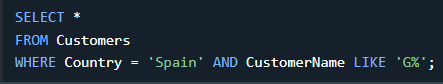 SELECT *
FROM Customers
WHERE Country = 'Spain' AND CustomerName LIKE 'G%';